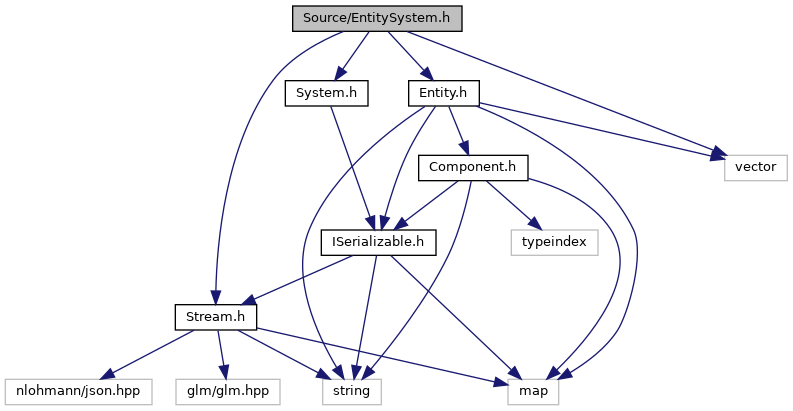 Source/EntitySystem.h
System.h
Entity.h
Component.h
vector
ISerializable.h
typeindex
Stream.h
nlohmann/json.hpp
glm/glm.hpp
string
map